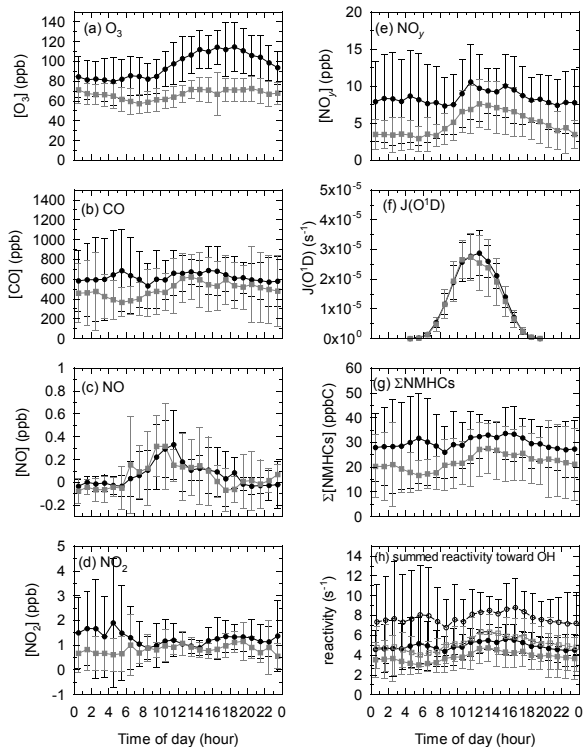 (a) O3
[O3] (ppb)
140
120
100
80
60
40
20
0
(b) CO
[CO] (ppb)
1400
1200
1000
800
600
400
200
0
(c) NO
[NO] (ppb)
1
0.8
0.6
0.4
0.2
0
-0.2
(d) NO2
[NO2] (ppb)
5
4
3
2
1
0
-1
0 2 4 6 8 10 12 14 16 18 20 22 0
Time of day (hour)
(e) NOy
[NOy] (ppb)
20
15
10
5
0
(f) J(O1D)
J(O1D) (s-1)
5x10-5
4x10-5
3x10-5
2x10-5
1x10-5
0x100
(g) ΣNMHCs
Σ[NMHCs] (ppbC)
60
50
40
30
20
10
0
(h) summed reactivity toward OH
reactivity (s-1)
14
12
10
8
6
4
2
0
0 2 4 6 8 10 12 14 16 18 20 22 0
Time of day (hour)